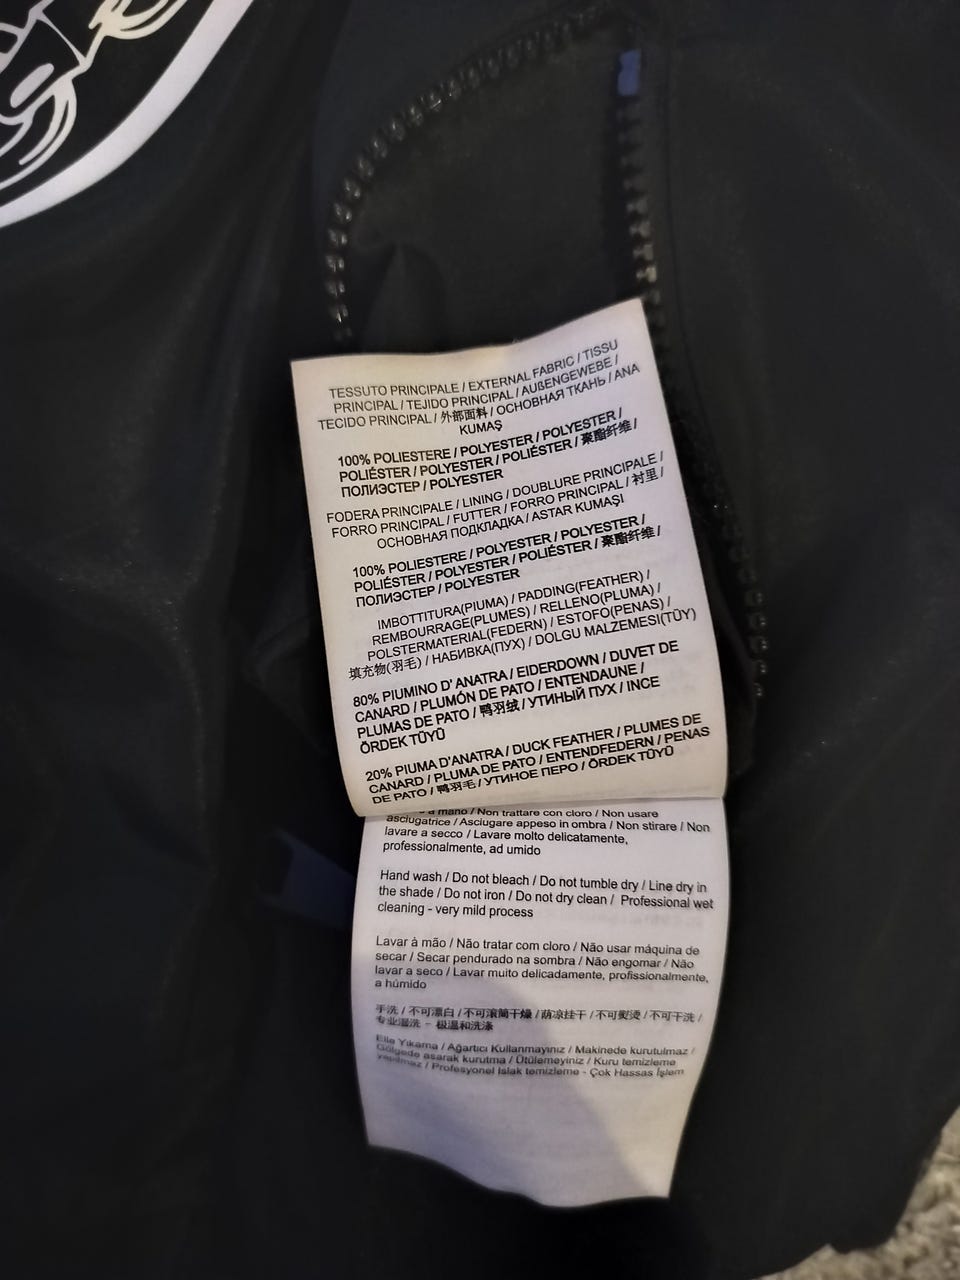 TESSUTO PRINCIPALE / EXTERNAL FABRIC / TISSU
PRINCIPAL / TEJIDO PRINCIPAL / AUßENGEWEBE /
TECIDO PRINCIPAL / 外部面料 / ОСНОВНАЯ ТКАНЬ / ANA
KUMAŞ
100% POLIESTERE / POLYESTER / POLYESTER /
POLIÉSTER / POLYESTER / POLIÉSTER / 聚酯纤维 /
ПОЛИЭСТЕР / POLYESTER
FODERA PRINCIPALE / LINING / DOUBLURE PRINCIPALE /
FORRO PRINCIPAL / FUTTER / FORRO PRINCIPAL / 衬里 /
ОСНОВНАЯ ПОДКЛАДКА / ASTAR KUMAŞI
100% POLIESTERE / POLYESTER / POLYESTER /
POLIÉSTER / POLYESTER / POLIÉSTER / 聚酯纤维 /
ПОЛИЭСТЕР / POLYESTER
IMBOTTITURA(PIUMA) / PADDING(FEATHER) /
REMBOURRAGE(PLUMES) / RELLENO(PLUMA) /
POLSTERMATERIAL(FEDERN) / ESTOFO(PENAS) /
填充物(羽毛) / НАБИВКА(ПУХ) / DOLGU MALZEMESI(TÜY)
80% PIUMINO D' ANATRA / EIDERDOWN / DUVET DE
CANARD / PLUMÓN DE PATO / ENTENDAUNE /
PLUMAS DE PATO / 鸭羽绒 / УТИНЫЙ ПУХ / INCE
ÖRDEK TÜYÜ
20% PIUMA D'ANATRA / DUCK FEATHER / PLUMES DE
CANARD / PLUMA DE PATO / ENTENDFEDERN / PENAS
DE PATO / 鸭羽毛 / УТИНОЕ ПЕРО / ÖRDEK TÜYÜ
a mano / Non trattare con cloro / Non usare
asciugatrice / Asciugare appeso in ombra / Non stirare / Non
lavare a secco / Lavare molto delicatamente,
professionalmente, ad umido
Hand wash / Do not bleach / Do not tumble dry / Line dry in
the shade / Do not iron / Do not dry clean / Professional wet
cleaning - very mild process
Lavar à mão / Não tratar com cloro / Não usar máquina de
secar / Secar pendurado na sombra / Não engomar / Não
lavar a seco / Lavar muito delicadamente, profissionalmente,
a húmido
手洗 / 不可漂白 / 不可滚筒干燥 / 荫凉挂干 / 不可熨烫 / 不可干洗 /
专业湿洗 - 极温和洗涤
Elle Yıkama / Ağartıcı Kullanmayınız / Makinede kurutulmaz /
Gölgede asarak kurutma / Ütülemeyiniz / Kuru temizleme
yapılmaz / Profesyonel Islak temizleme - Çok Hassas İşlem